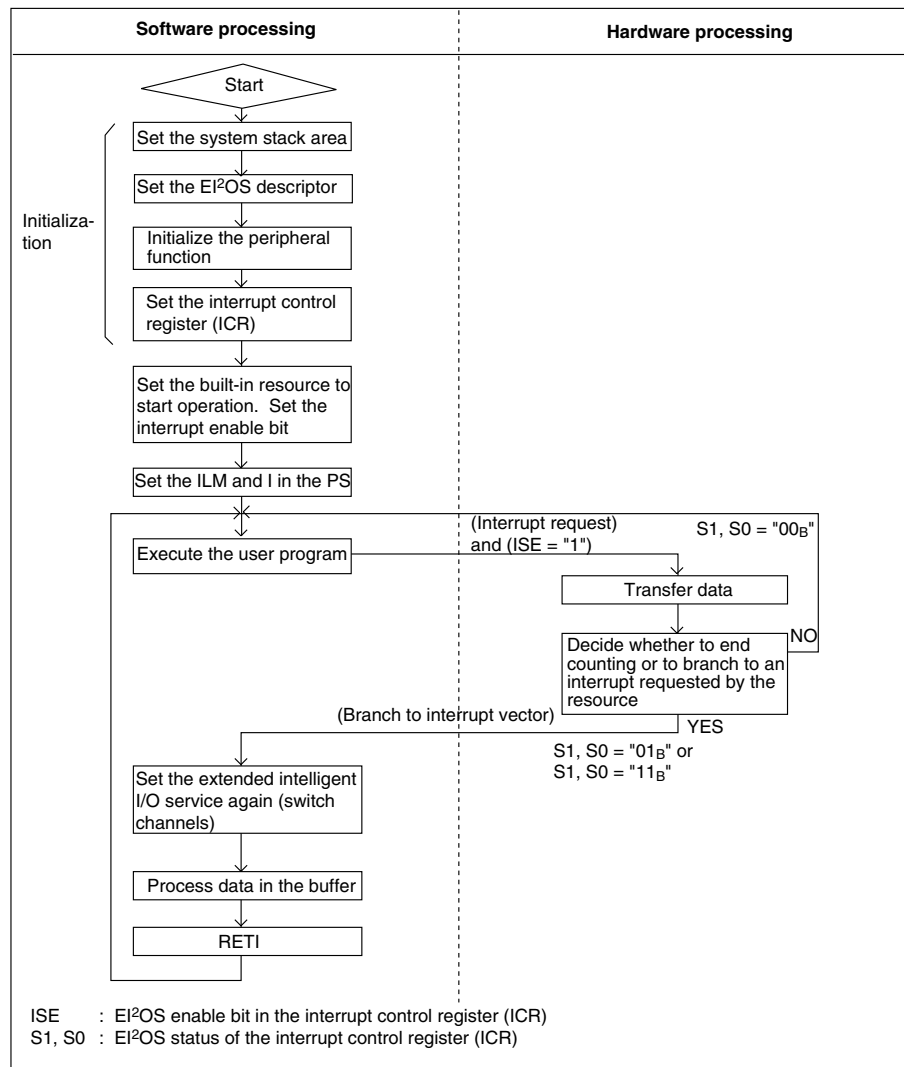 Software processing
Hardware processing
Start
Set the system stack area
Set the EI²OS descriptor
Initializa-
tion
Initialize the peripheral
function
Set the interrupt control
register (ICR)
Set the built-in resource to
start operation. Set the
interrupt enable bit
Set the ILM and I in the PS
(Interrupt request)
and (ISE = "1")
S1, S0 = "00B"
Execute the user program
Transfer data
NO
Decide whether to end
counting or to branch to an
interrupt requested by the
resource
(Branch to interrupt vector)
YES
S1, S0 = "01B" or
S1, S0 = "11B"
Set the extended intelligent
I/O service again (switch
channels)
Process data in the buffer
RETI
ISE : EI²OS enable bit in the interrupt control register (ICR)
S1, S0 : EI²OS status of the interrupt control register (ICR)